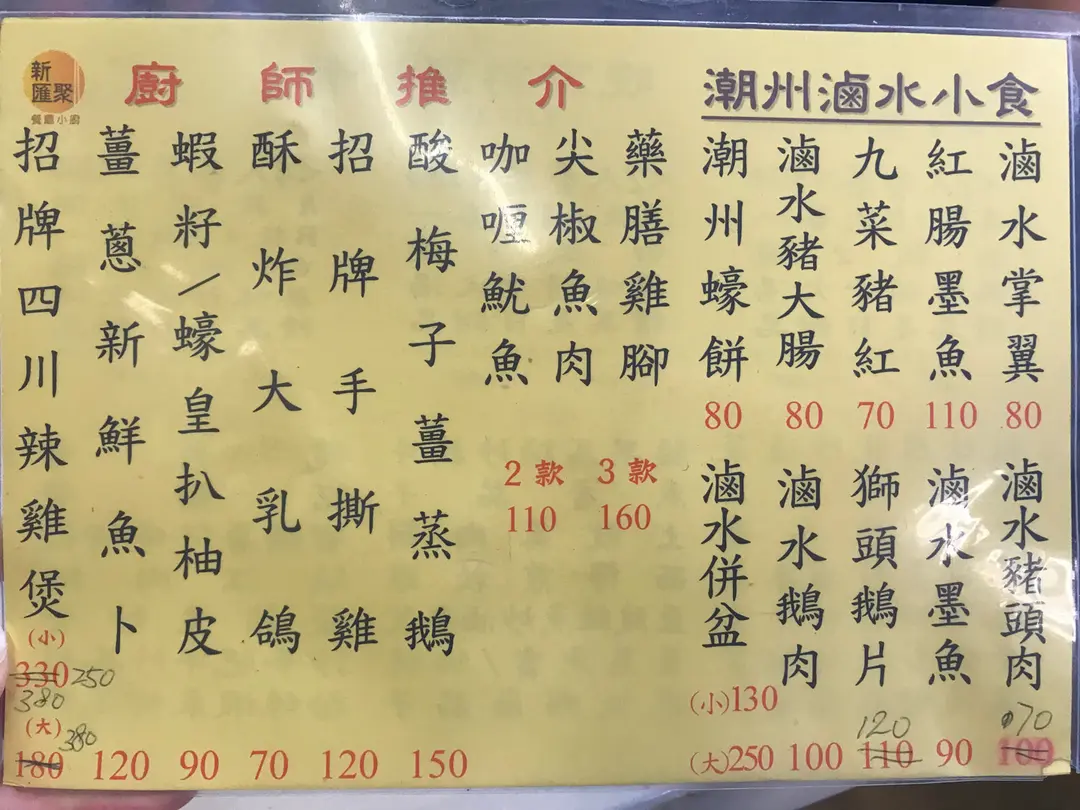 新
匯聚
餐廳小廚
廚師推介
招牌四川辣雞煲
(小)
330 250
380
(大)
380
180
薑蔥新鮮魚卜
120
蝦籽/蠔皇扒柚皮
90
酥炸大乳鴿
70
招牌手撕雞
120
酸梅子薑蒸鵝
150
咖喱魷魚
尖椒魚肉
藥膳雞腳
2款
110
3款
160
潮州滷水小食
潮州蠔餅
80
滷水豬大腸
80
九菜豬紅
70
紅腸墨魚
110
滷水掌翼
80
滷水併盆
(小)130
(大)250
滷水鵝肉
100
獅頭鵝片
120
110
滷水墨魚
90
滷水豬頭肉
70
100